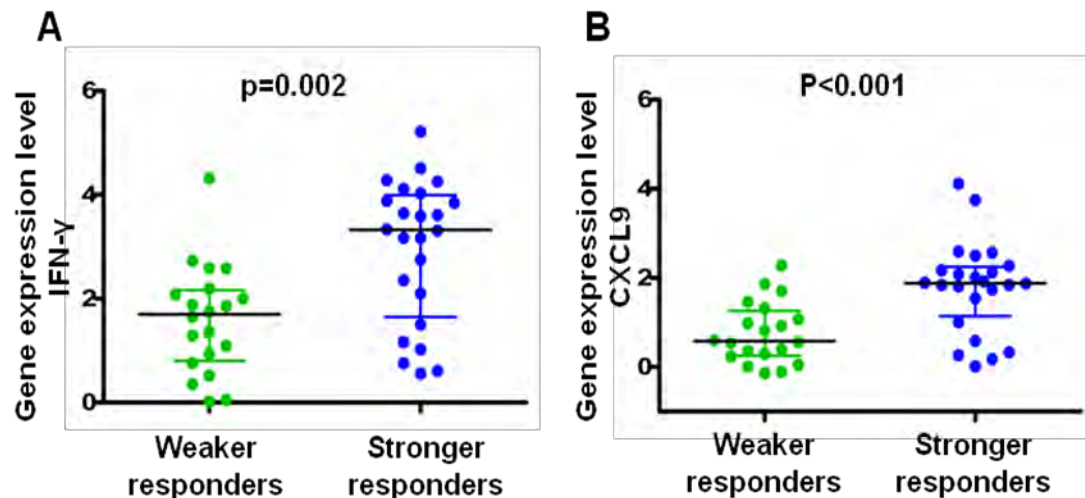 A
Gene expression level
IFN-γ
p=0.002
6
4
2
0
Weaker
responders
Stronger
responders
B
Gene expression level
CXCL9
P<0.001
6
4
2
0
Weaker
responders
Stronger
responders